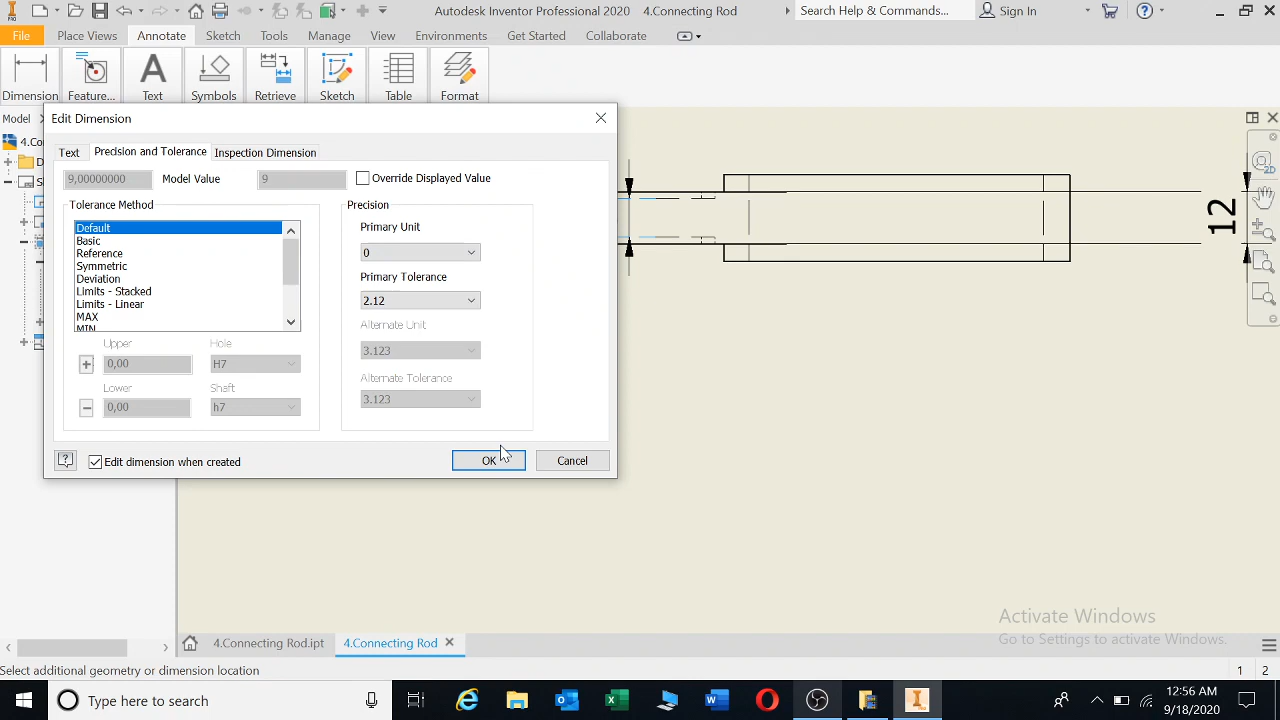 Autodesk Inventor Professional 2020 4.Connecting Rod
Search Help & Commands...
Sign In
PRO
File Place Views Annotate Sketch Tools Manage View Environments Get Started Collaborate
Dimension Feature... Text Symbols Retrieve Sketch Table Format
Model
4.Co
Edit Dimension
Text Precision and Tolerance Inspection Dimension
9,00000000 Model Value 9 Override Displayed Value
Tolerance Method
Default
Basic
Reference
Symmetric
Deviation
Limits - Stacked
Limits - Linear
MAX
MIN
Upper Hole
0,00 H7
Lower Shaft
0,00 h7
Precision
Primary Unit
0
Primary Tolerance
2.12
Alternate Unit
3.123
Alternate Tolerance
3.123
Edit dimension when created
OK Cancel
12
2D
Activate Windows
Go to Settings to activate Windows.
4.Connecting Rod.ipt 4.Connecting Rod
Select additional geometry or dimension location
1 2
Type here to search
12:56 AM
9/18/2020